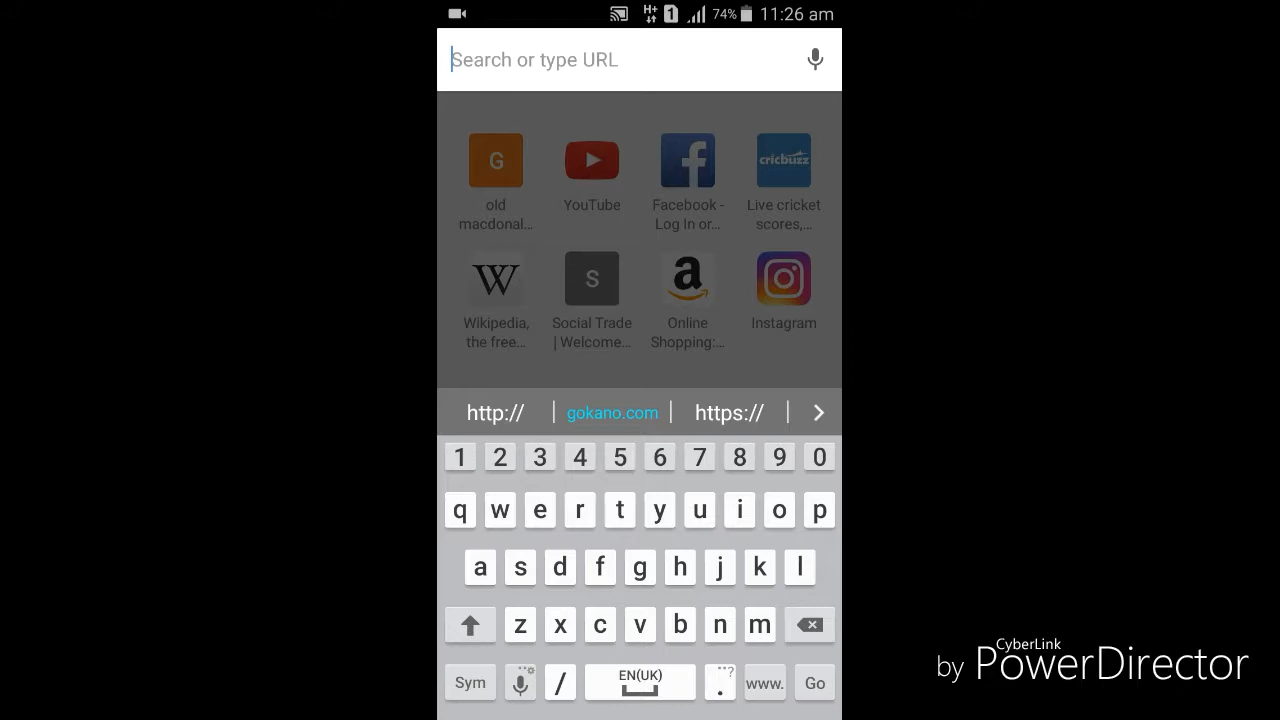 1 74% 11:26 am
Search or type URL
G
cricbuzz
old macdonal...
YouTube
Facebook - Log In or...
Live cricket scores,...
W
S
a
Wikipedia, the free...
Social Trade | Welcome...
Online Shopping:...
Instagram
http:// gokano.com https://
1 2 3 4 5 6 7 8 9 0
q w e r t y u i o p
a s d f g h j k l
z x c v b n m
Sym / EN(UK) . www. Go
CyberLink
by PowerDirector